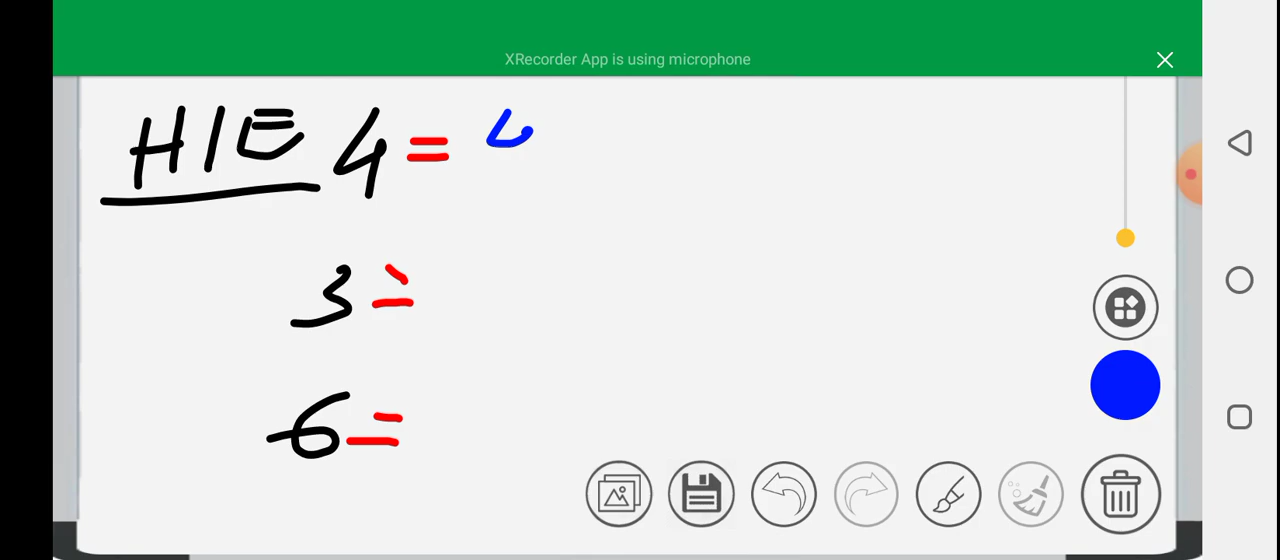 XRecorder App is using microphone
HIE 4 =
3 =
6 =